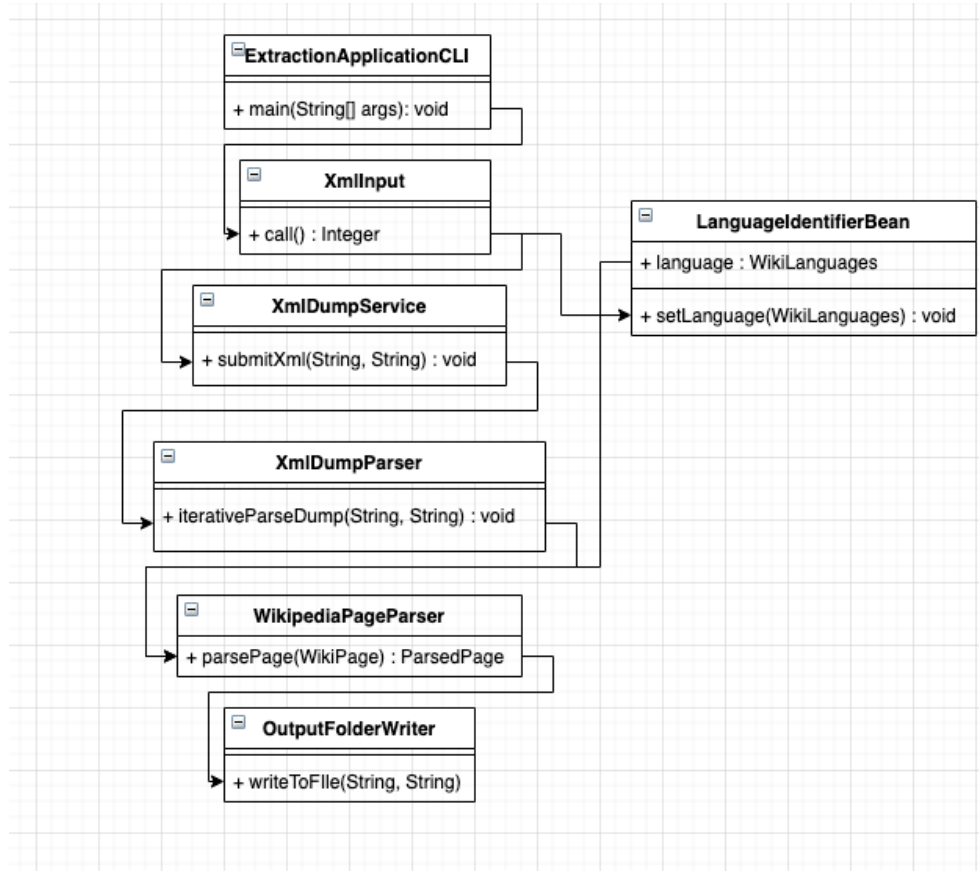 ExtractionApplicationCLI
+ main(String[] args): void
XmlInput
+ call() : Integer
LanguageIdentifierBean
+ language : WikiLanguages
+ setLanguage(WikiLanguages) : void
XmlDumpService
+ submitXml(String, String) : void
XmlDumpParser
+ iterativeParseDump(String, String) : void
WikipediaPageParser
+ parsePage(WikiPage) : ParsedPage
OutputFolderWriter
+ writeToFIle(String, String)